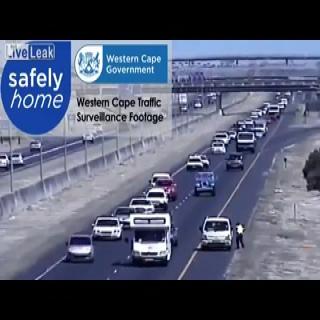 LiveLeak
safely
home
Western Cape
Government
Western Cape Traffic
Surveillance Footage